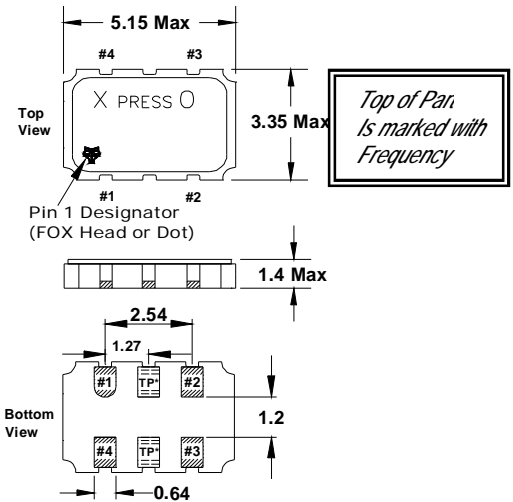 5.15 Max
#4 #3
X PRESS O
Top
View
3.35 Max
Top of Part
Is marked with
Frequency
#1 #2
Pin 1 Designator
(FOX Head or Dot)
1.4 Max
2.54
1.27
#1 TP* #2
Bottom
View
1.2
#4 TP* #3
0.64